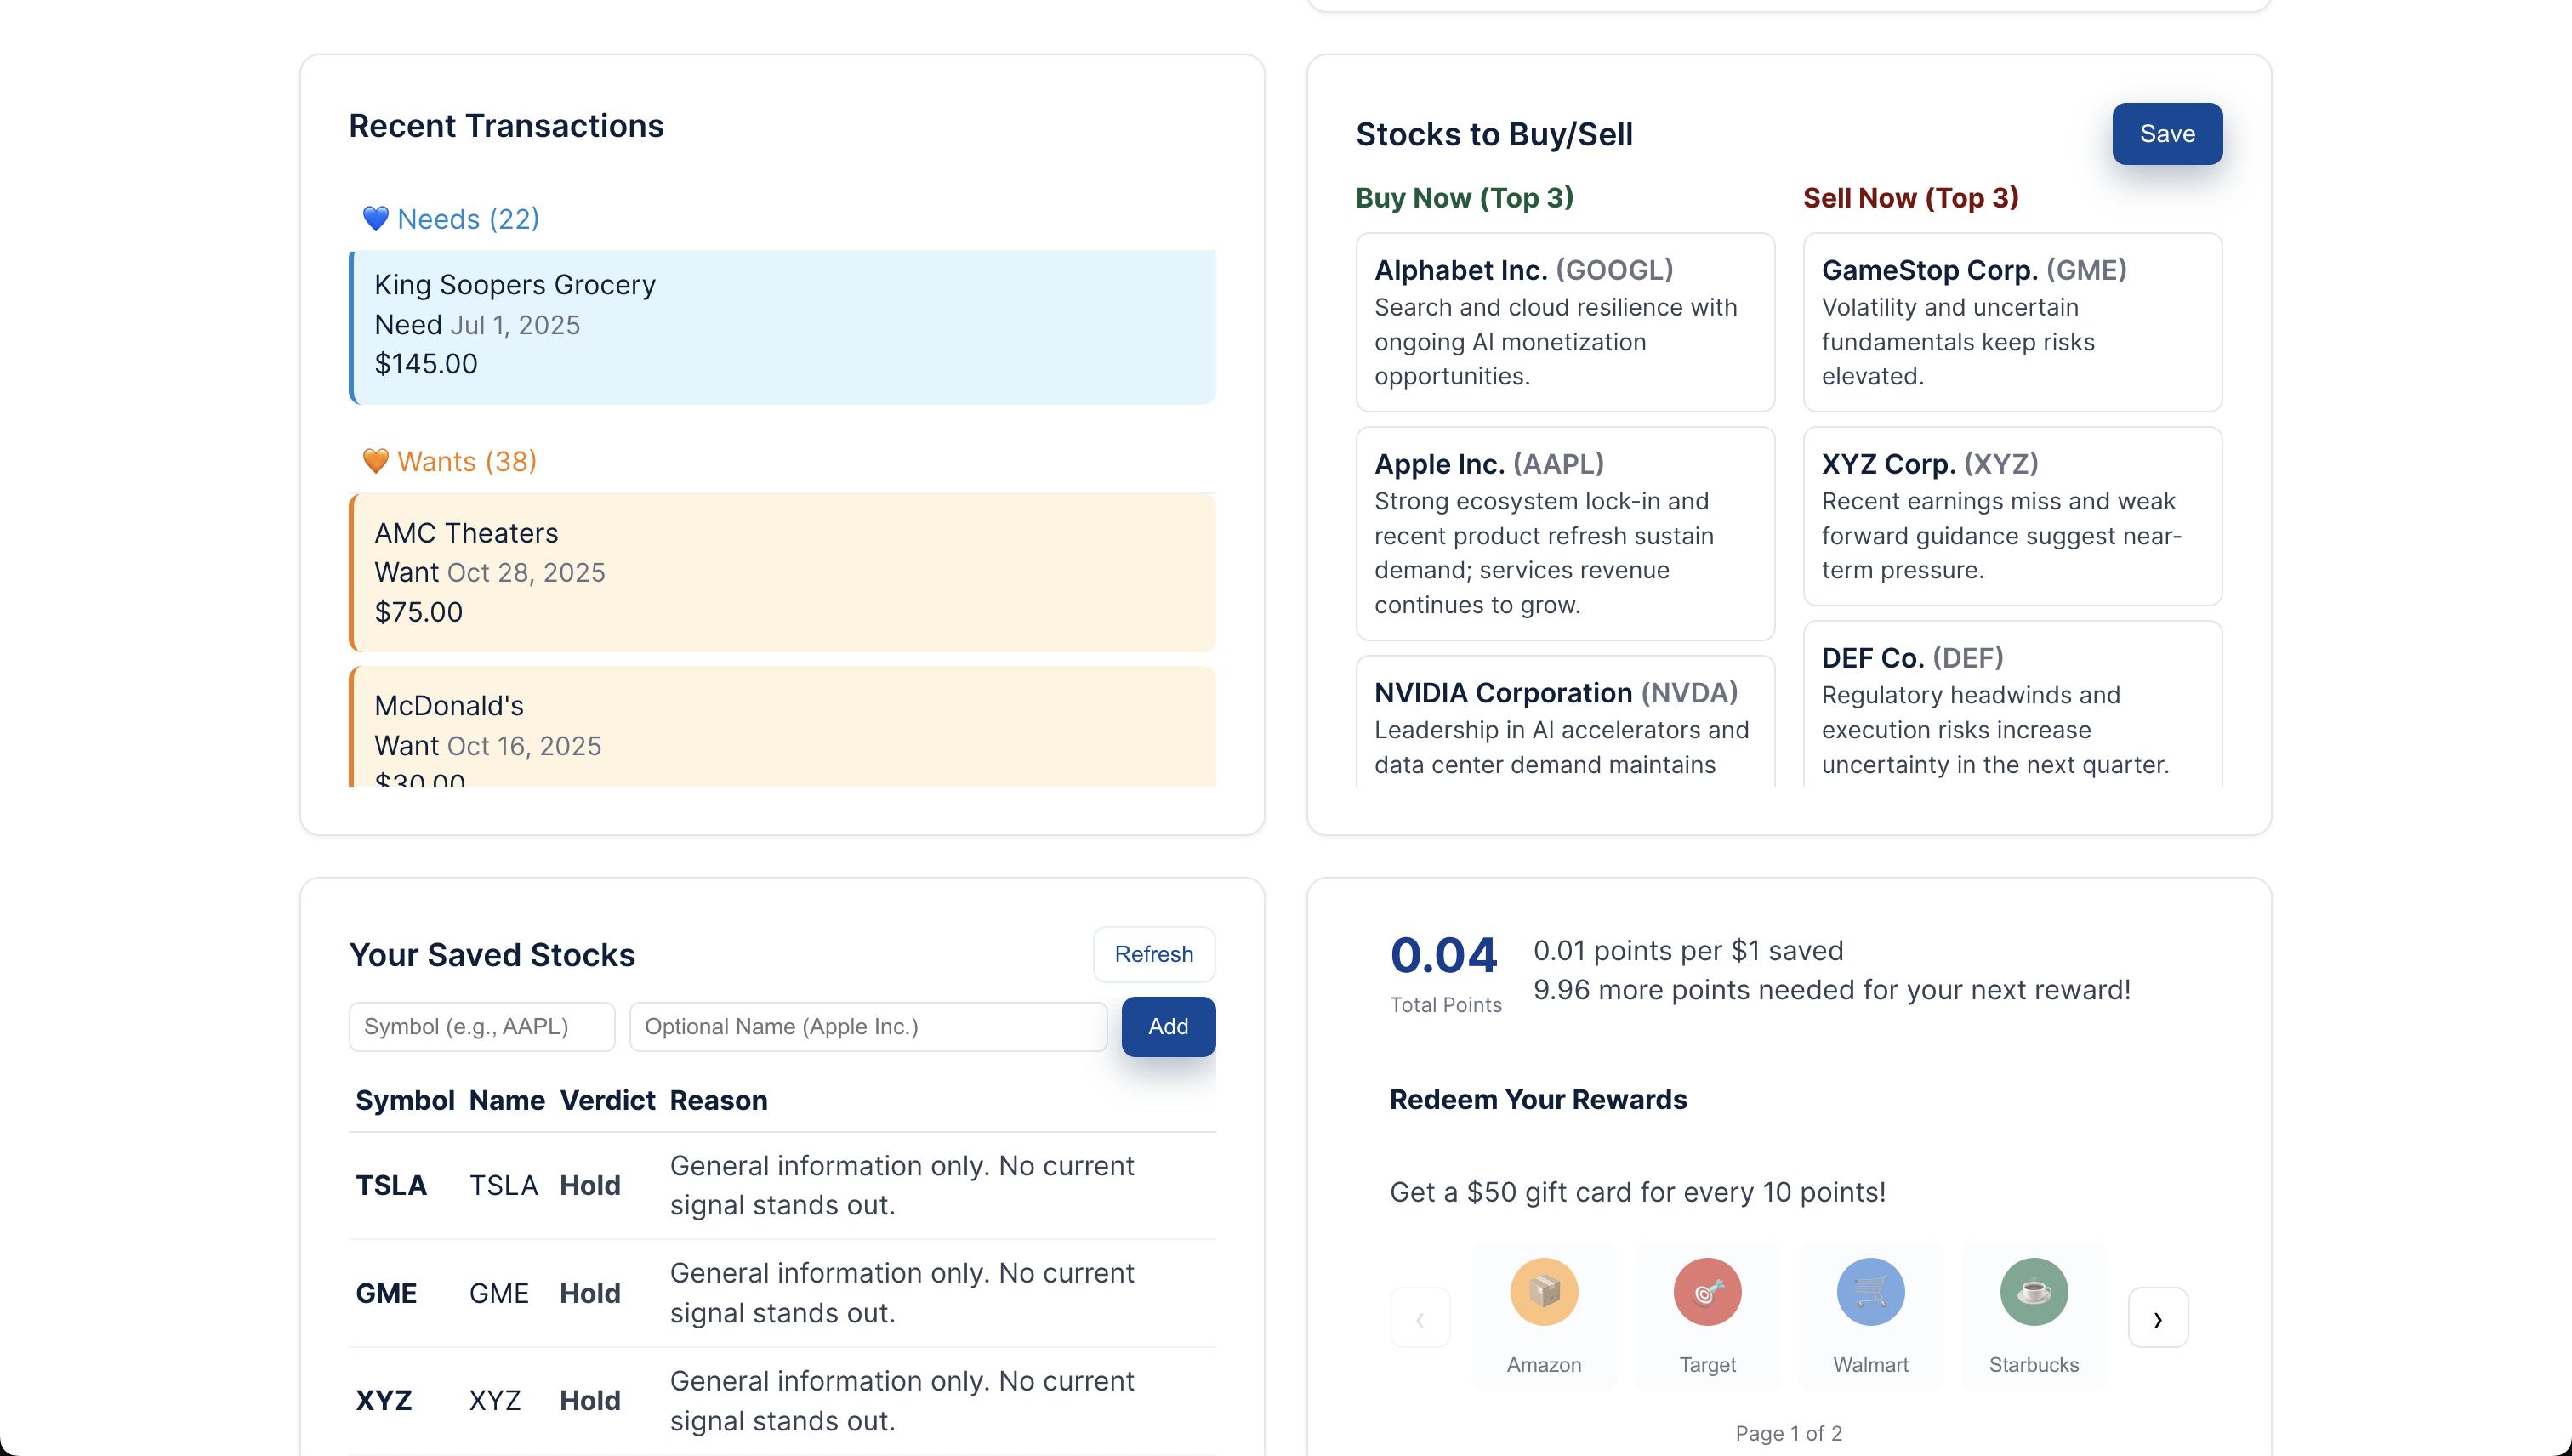 Recent Transactions
💙 Needs (22)
King Soopers Grocery
Need Jul 1, 2025
$145.00
🧡 Wants (38)
AMC Theaters
Want Oct 28, 2025
$75.00
McDonald's
Want Oct 16, 2025
$30.00
Stocks to Buy/Sell
Save
Buy Now (Top 3)
Alphabet Inc. (GOOGL)
Search and cloud resilience with
ongoing AI monetization
opportunities.
Apple Inc. (AAPL)
Strong ecosystem lock-in and
recent product refresh sustain
demand; services revenue
continues to grow.
NVIDIA Corporation (NVDA)
Leadership in AI accelerators and
data center demand maintains
Sell Now (Top 3)
GameStop Corp. (GME)
Volatility and uncertain
fundamentals keep risks
elevated.
XYZ Corp. (XYZ)
Recent earnings miss and weak
forward guidance suggest near-
term pressure.
DEF Co. (DEF)
Regulatory headwinds and
execution risks increase
uncertainty in the next quarter.
Your Saved Stocks
Refresh
Symbol (e.g., AAPL)
Optional Name (Apple Inc.)
Add
Symbol Name Verdict Reason
TSLA TSLA Hold General information only. No current
signal stands out.
GME GME Hold General information only. No current
signal stands out.
XYZ XYZ Hold General information only. No current
signal stands out.
0.04
Total Points
0.01 points per $1 saved
9.96 more points needed for your next reward!
Redeem Your Rewards
Get a $50 gift card for every 10 points!
‹
Amazon
Target
Walmart
Starbucks
›
Page 1 of 2